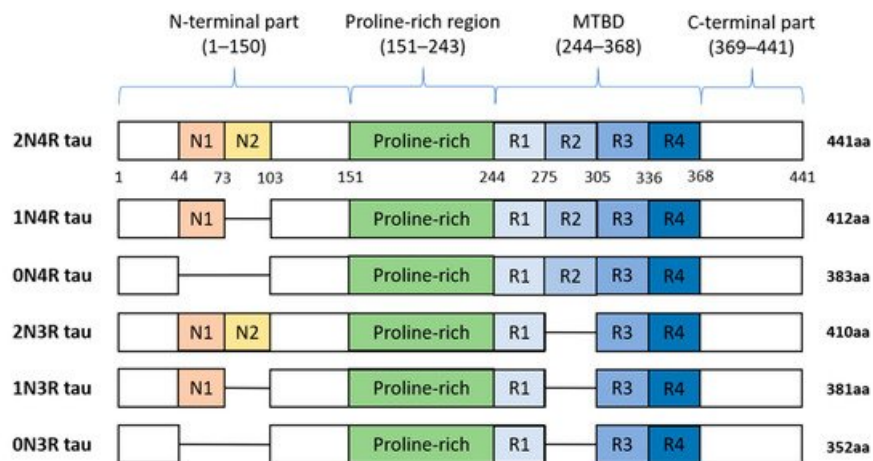 N-terminal part Proline-rich region MTBD C-terminal part
(1–150) (151–243) (244–368) (369–441)
2N4R tau N1 N2 Proline-rich R1 R2 R3 R4 441aa
1 44 73 103 151 244 275 305 336 368 441
1N4R tau N1 Proline-rich R1 R2 R3 R4 412aa
0N4R tau Proline-rich R1 R2 R3 R4 383aa
2N3R tau N1 N2 Proline-rich R1 R3 R4 410aa
1N3R tau N1 Proline-rich R1 R3 R4 381aa
0N3R tau Proline-rich R1 R3 R4 352aa